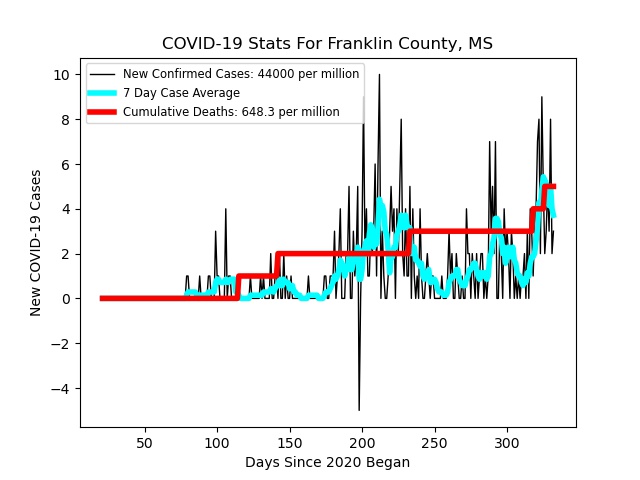 COVID-19 Stats For Franklin County, MS
New Confirmed Cases: 44000 per million
7 Day Case Average
Cumulative Deaths: 648.3 per million
New COVID-19 Cases
10
8
6
4
2
0
−2
−4
50 100 150 200 250 300
Days Since 2020 Began